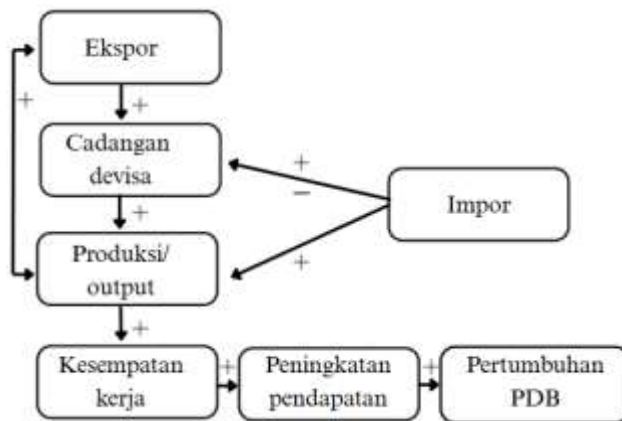 Ekspor
+
+
Cadangan
devisa
+
−
Impor
+
Produksi/
output
+
+
Kesempatan
kerja
+
Peningkatan
pendapatan
+
Pertumbuhan
PDB